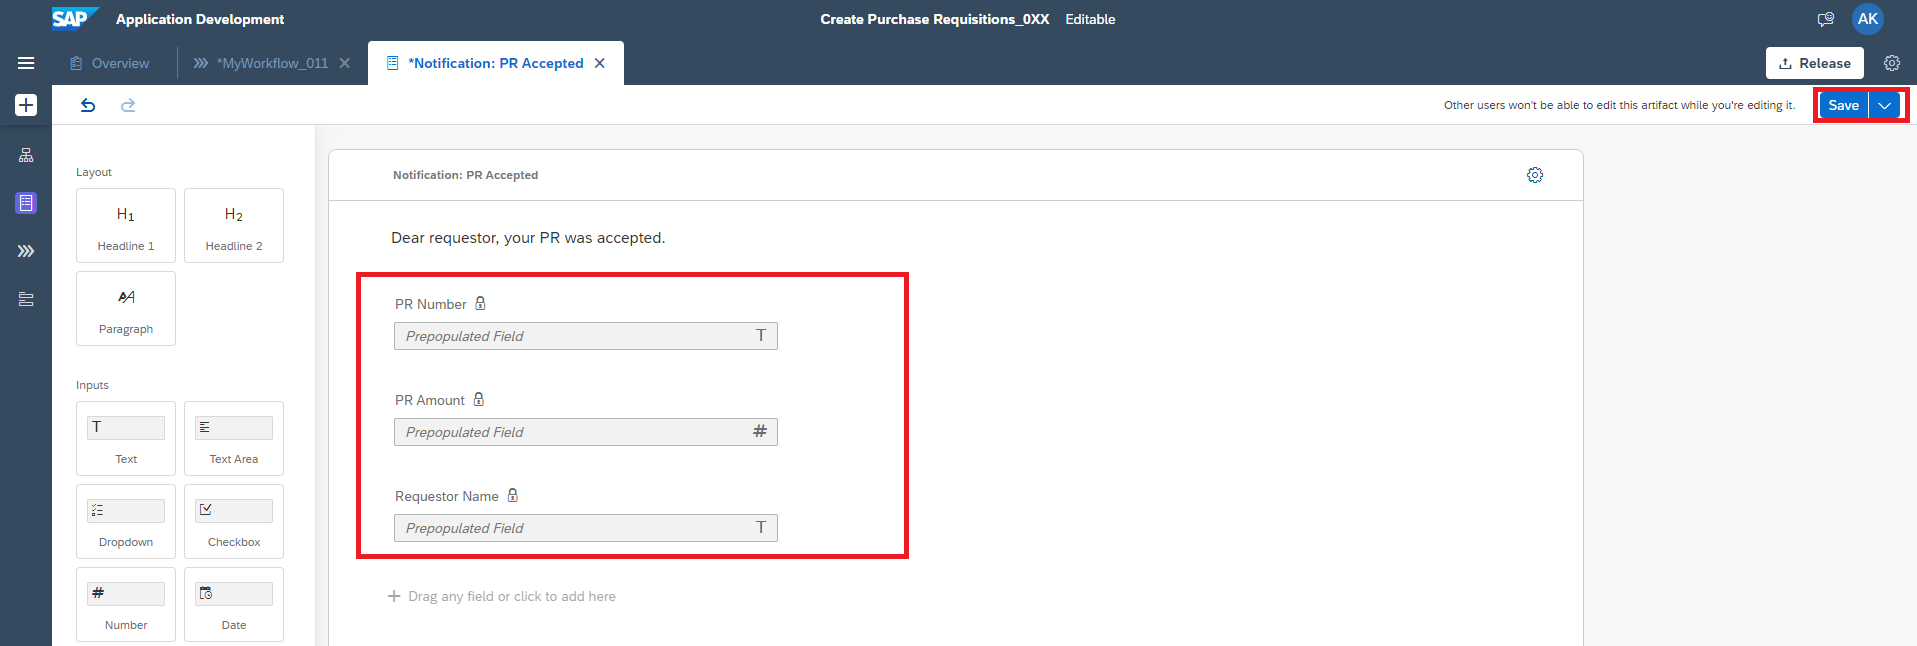 SAP Application Development Create Purchase Requisitions_0XX Editable AK
Overview *MyWorkflow_011 *Notification: PR Accepted Release
Other users won't be able to edit this artifact while you're editing it. Save
Layout
Notification: PR Accepted
H1 H2
Headline 1 Headline 2
Dear requestor, your PR was accepted.
AA
Paragraph
PR Number
Prepopulated Field T
Inputs
PR Amount
Prepopulated Field #
T
Text Text Area
Requestor Name
Prepopulated Field T
Dropdown Checkbox
#
Number Date
Drag any field or click to add here